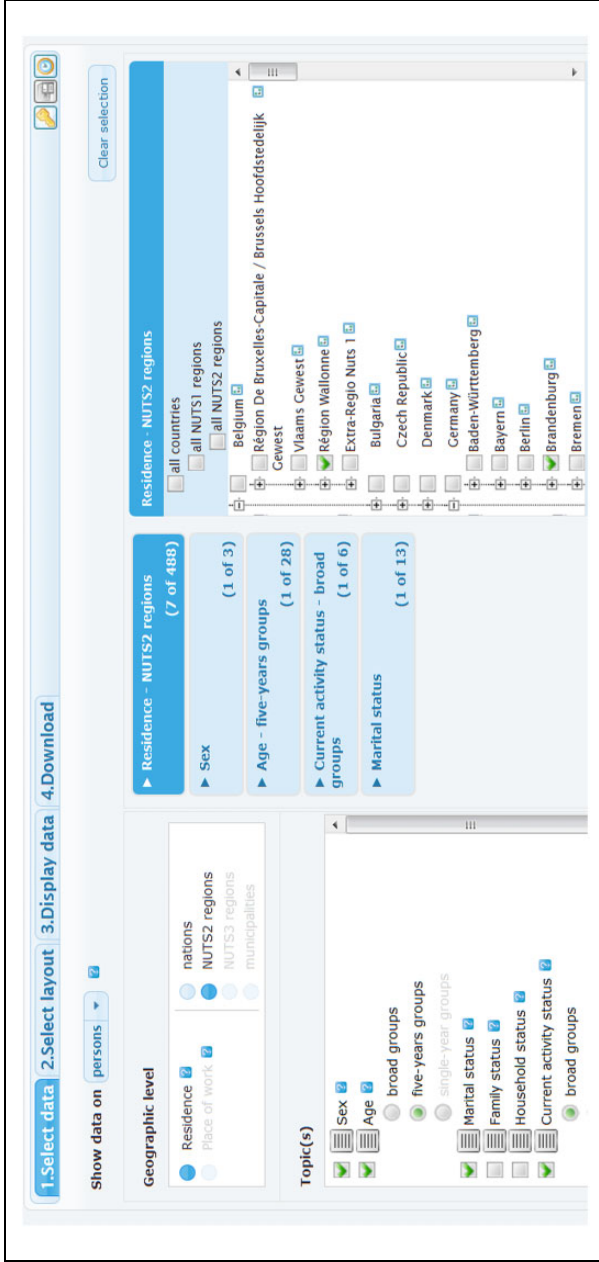 1.Select data 2.Select layout 3.Display data 4.Download
Show data on persons
Clear selection
Geographic level
Residence
Place of work
nations
NUTS2 regions
NUTS3 regions
municipalities
Topic(s)
Sex
Age
broad groups
five-years groups
single-year groups
Marital status
Family status
Household status
Current activity status
broad groups
Residence - NUTS2 regions
(7 of 488)
Sex
(1 of 3)
Age - five-years groups
(1 of 28)
Current activity status - broad
groups (1 of 6)
Marital status
(1 of 13)
Residence - NUTS2 regions
all countries
all NUTS1 regions
all NUTS2 regions
Belgium
Région De Bruxelles-Capitale / Brussels Hoofdstedelijk
Gewest
Vlaams Gewest
Région Wallonne
Extra-Regio Nuts 1
Bulgaria
Czech Republic
Denmark
Germany
Baden-Württemberg
Bayern
Berlin
Brandenburg
Bremen